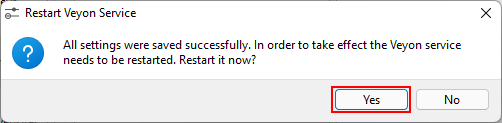 Restart Veyon Service
All settings were saved successfully. In order to take effect the Veyon service
needs to be restarted. Restart it now?
Yes
No